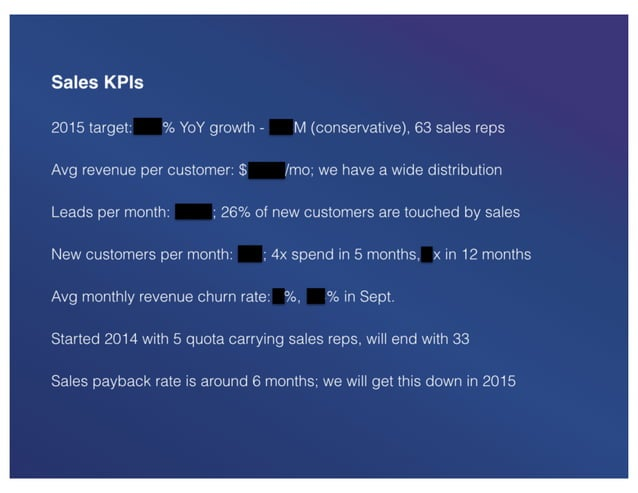 Sales KPIs
2015 target: % YoY growth - M (conservative), 63 sales reps
Avg revenue per customer: $ /mo; we have a wide distribution
Leads per month: ; 26% of new customers are touched by sales
New customers per month: ; 4x spend in 5 months, x in 12 months
Avg monthly revenue churn rate: %, % in Sept.
Started 2014 with 5 quota carrying sales reps, will end with 33
Sales payback rate is around 6 months; we will get this down in 2015